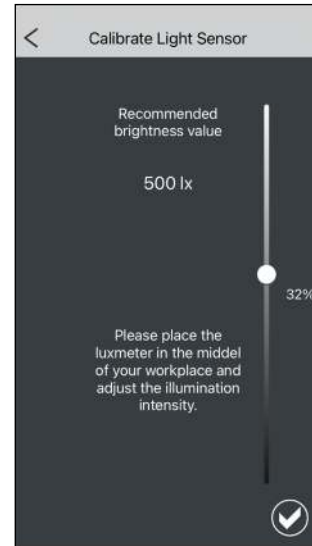 Calibrate Light Sensor
Recommended
brightness value
500 lx
32%
Please place the
luxmeter in the middel
of your workplace and
adjust the illumination
intensity.